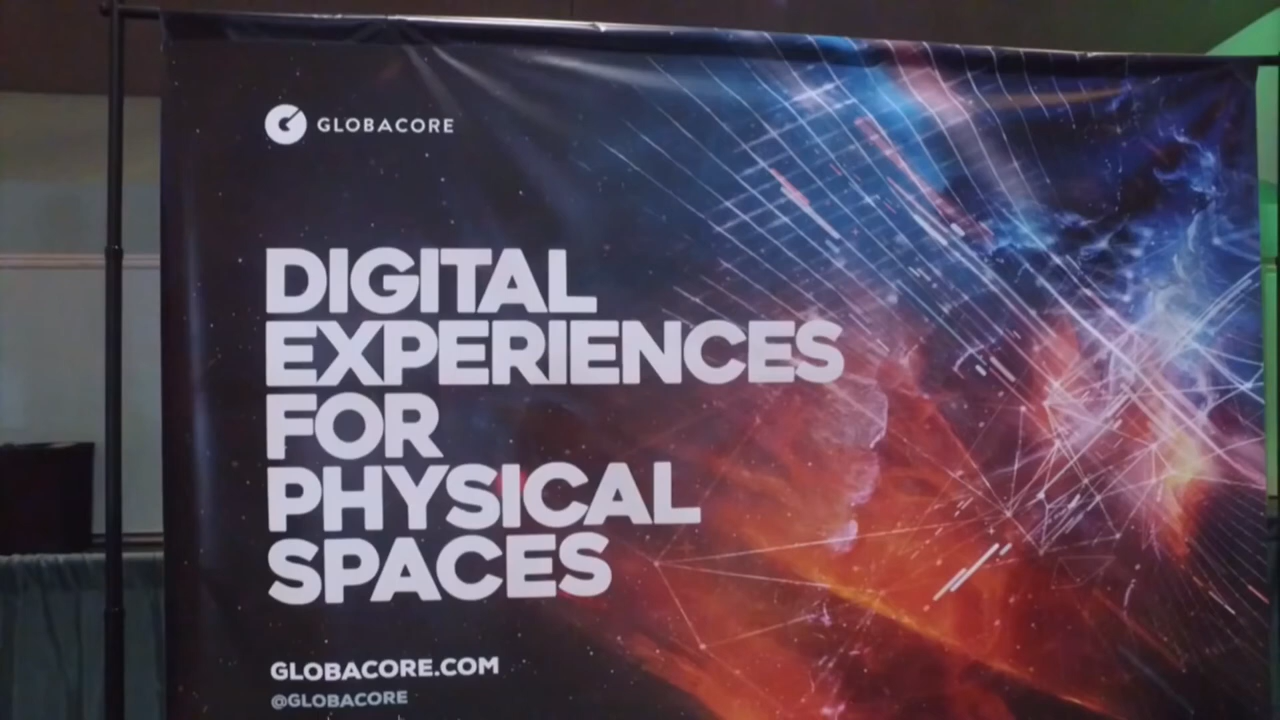 GLOBACORE
DIGITAL
EXPERIENCES
FOR
PHYSICAL
SPACES
GLOBACORE.COM
@GLOBACORE